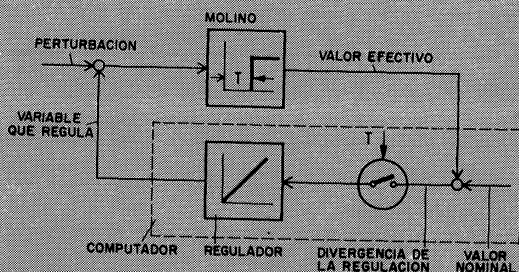 MOLINO
PERTURBACION
VALOR EFECTIVO
T
VARIABLE
QUE REGULA
T
COMPUTADOR
REGULADOR
DIVERGENCIA DE
LA REGULACION
VALOR
NOMINAL